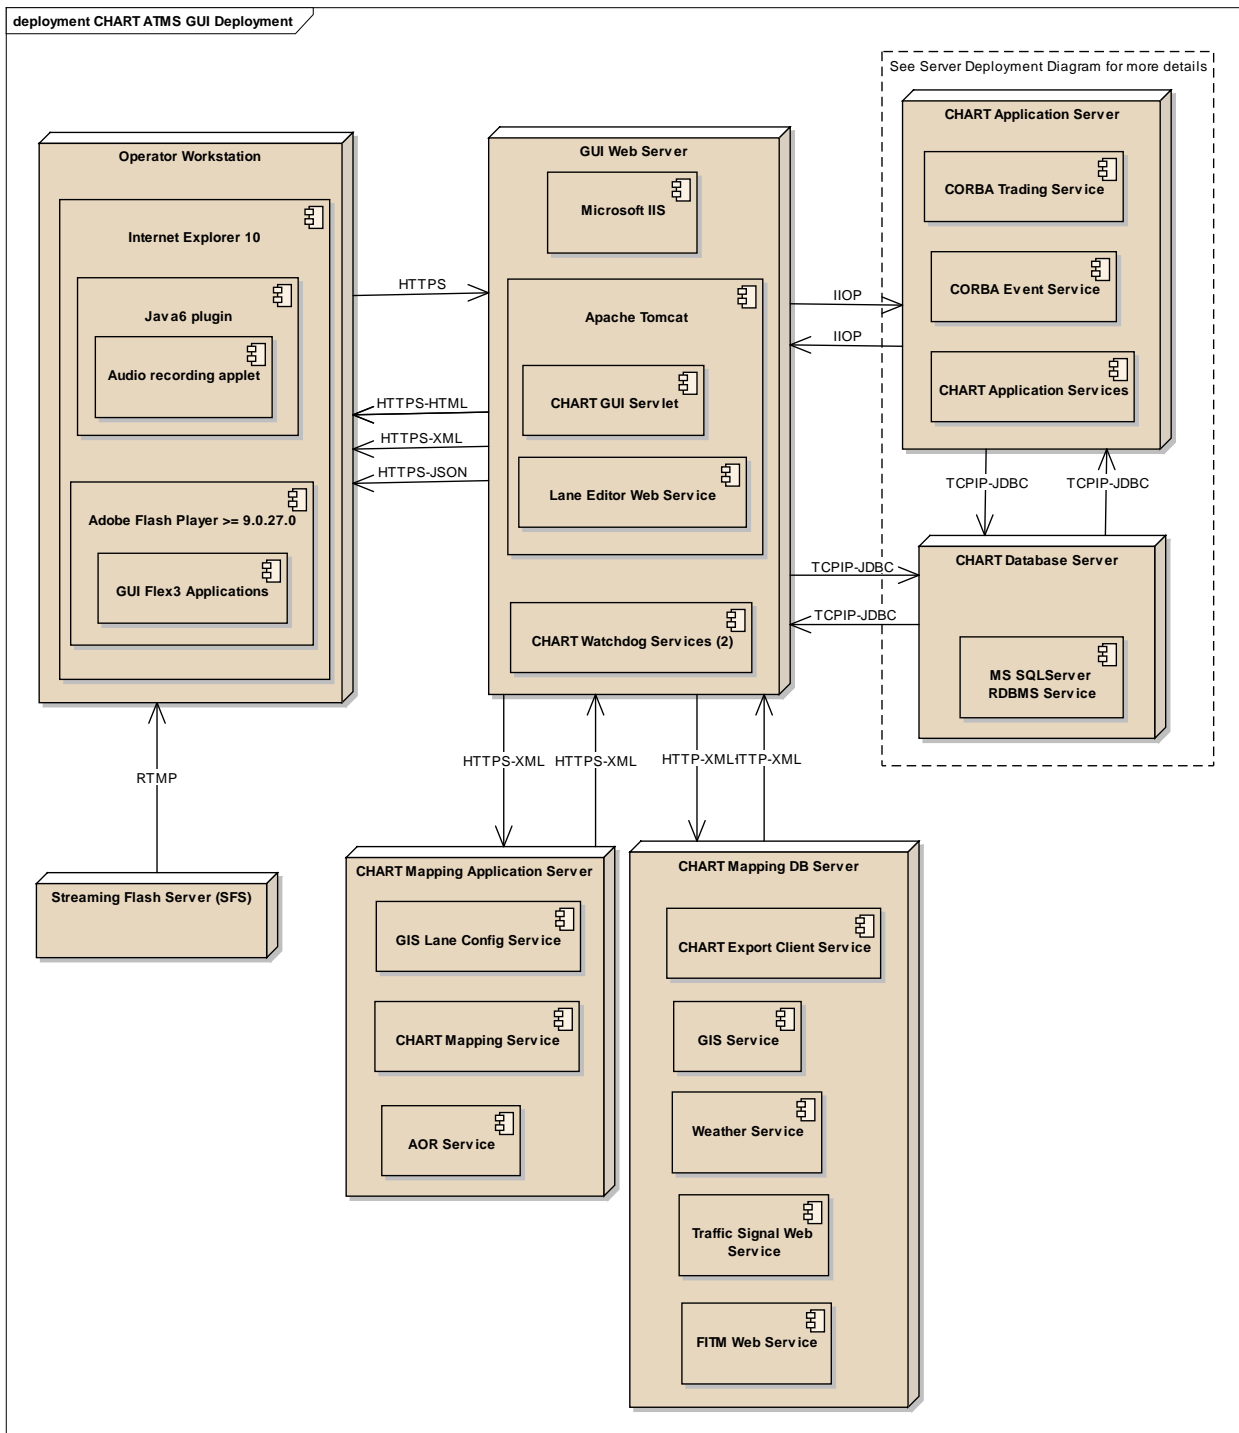 deployment CHART ATMS GUI Deployment
See Server Deployment Diagram for more details
Operator Workstation
Internet Explorer 10
Java6 plugin
Audio recording applet
Adobe Flash Player >= 9.0.27.0
GUI Flex3 Applications
HTTPS
HTTPS-HTML
HTTPS-XML
HTTPS-JSON
GUI Web Server
Microsoft IIS
Apache Tomcat
CHART GUI Servlet
Lane Editor Web Service
CHART Watchdog Services (2)
IIOP
IIOP
CHART Application Server
CORBA Trading Service
CORBA Event Service
CHART Application Services
TCPIP-JDBC
TCPIP-JDBC
TCPIP-JDBC
TCPIP-JDBC
CHART Database Server
MS SQLServer
RDBMS Service
RTMP
HTTPS-XML
HTTPS-XML
HTTP-XML
HTTP-XML
Streaming Flash Server (SFS)
CHART Mapping Application Server
GIS Lane Config Service
CHART Mapping Service
AOR Service
CHART Mapping DB Server
CHART Export Client Service
GIS Service
Weather Service
Traffic Signal Web
Service
FITM Web Service